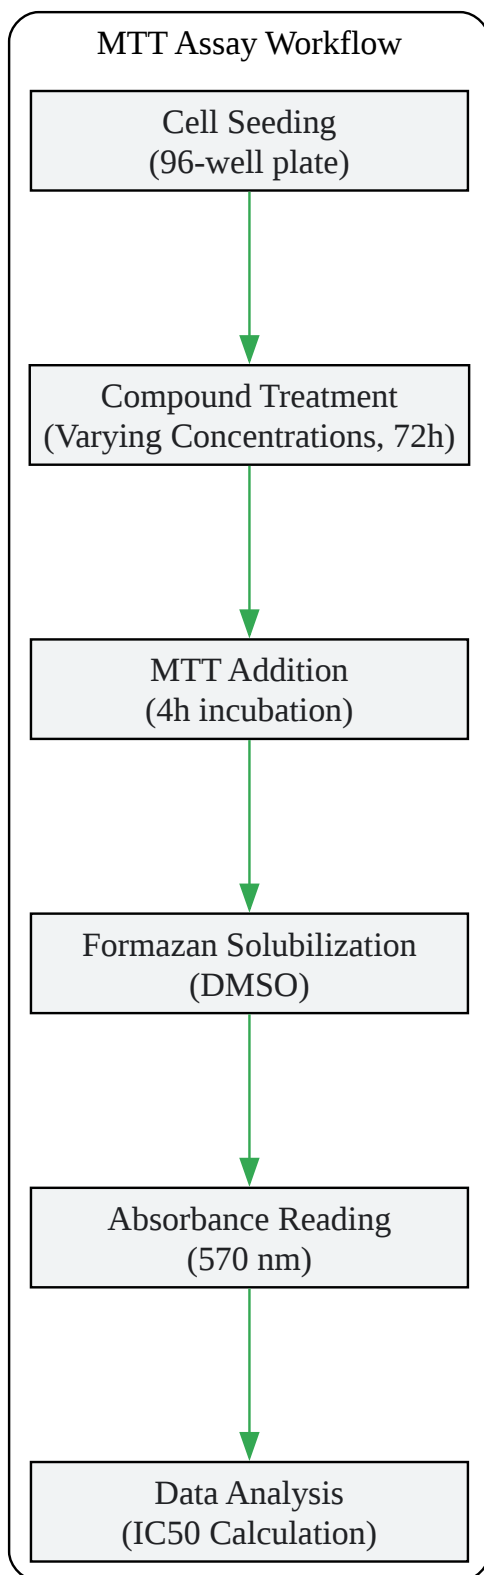 MTT Assay Workflow
Cell Seeding
(96-well plate)
Compound Treatment
(Varying Concentrations, 72h)
MTT Addition
(4h incubation)
Formazan Solubilization
(DMSO)
Absorbance Reading
(570 nm)
Data Analysis
(IC50 Calculation)